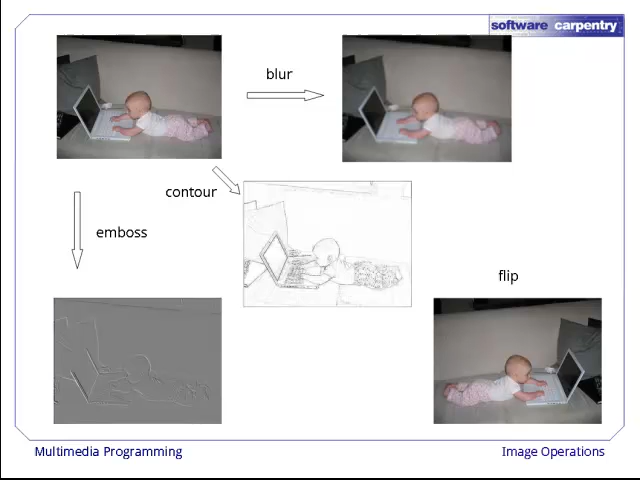 software carpentry
blur
contour
emboss
flip
Multimedia Programming
Image Operations